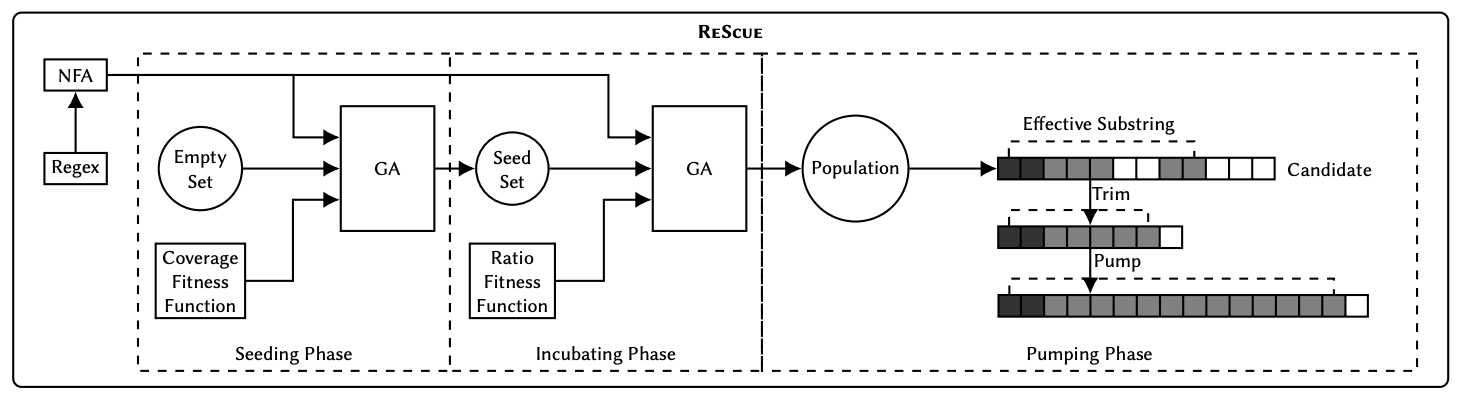 ReScue
NFA
Regex
Empty
Set
Coverage
Fitness
Function
GA
Seeding Phase
Seed
Set
Ratio
Fitness
Function
GA
Incubating Phase
Population
Effective Substring
Candidate
Trim
Pump
Pumping Phase